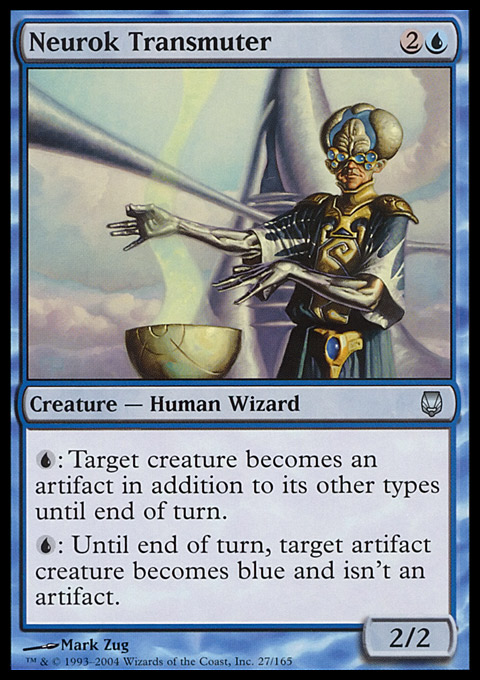 Neurok Transmuter 2
Creature — Human Wizard
: Target creature becomes an
artifact in addition to its other types
until end of turn.
: Until end of turn, target artifact
creature becomes blue and isn't an
artifact.
2/2
Mark Zug
™ & © 1993–2004 Wizards of the Coast, Inc. 27/165